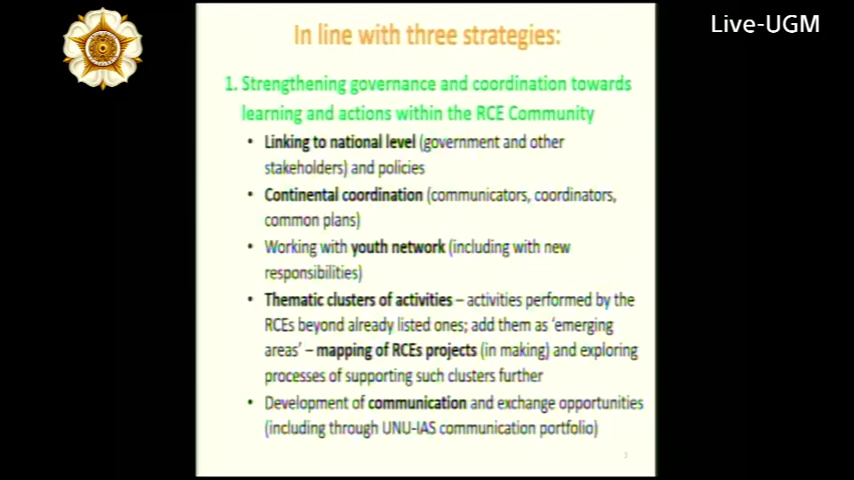 Live-UGM
In line with three strategies:
1. Strengthening governance and coordination towards
learning and actions within the RCE Community
• Linking to national level (government and other
stakeholders) and policies
• Continental coordination (communicators, coordinators,
common plans)
• Working with youth network (including with new
responsibilities)
• Thematic clusters of activities – activities performed by the
RCEs beyond already listed ones; add them as ‘emerging
areas’ – mapping of RCEs projects (in making) and exploring
processes of supporting such clusters further
• Development of communication and exchange opportunities
(including through UNU-IAS communication portfolio)